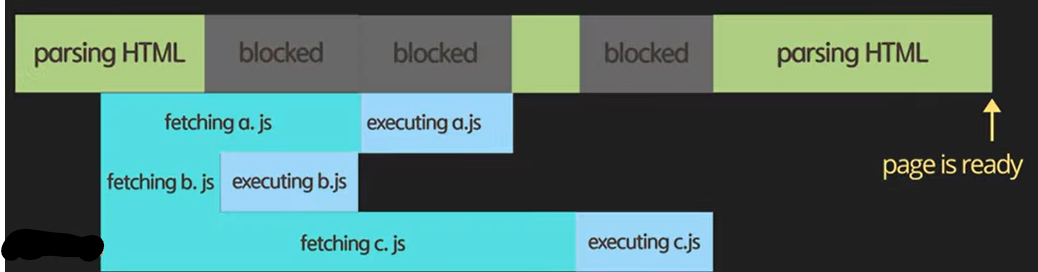 parsing HTML blocked blocked blocked parsing HTML
fetching a. js executing a.js
page is ready
fetching b. js executing b.js
fetching c. js executing c.js